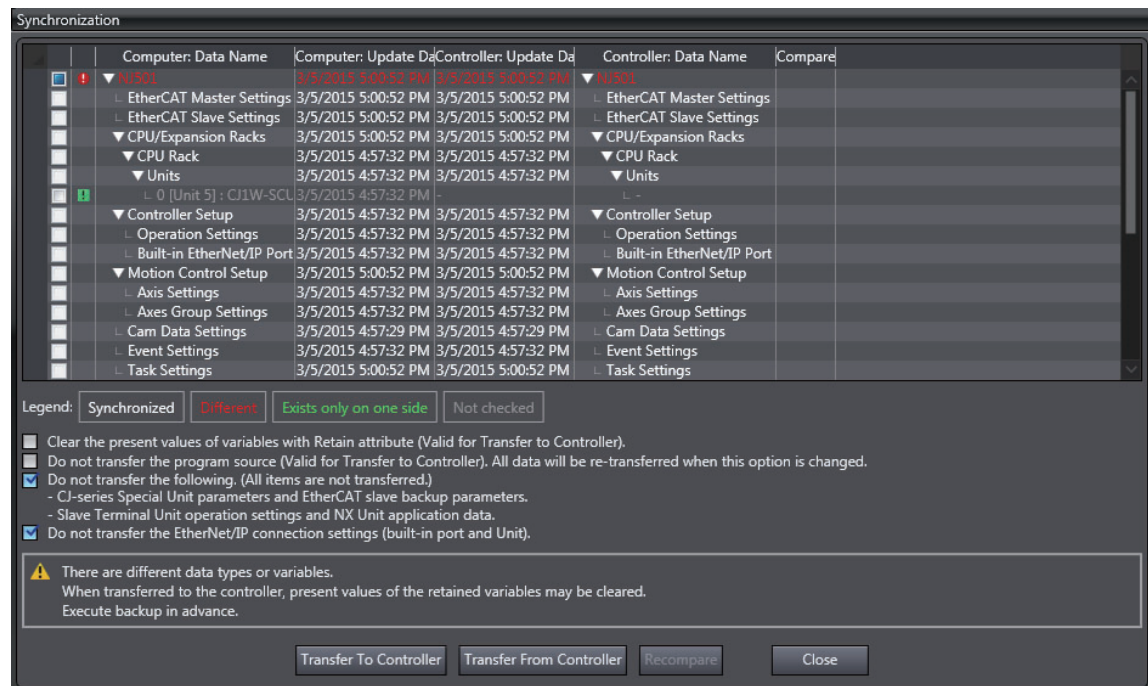 Synchronization
Computer: Data Name Computer: Update Da Controller: Update Da Controller: Data Name Compare
NJ501 3/5/2015 5:00:52 PM 3/5/2015 5:00:52 PM NJ501
EtherCAT Master Settings 3/5/2015 5:00:52 PM 3/5/2015 5:00:52 PM EtherCAT Master Settings
EtherCAT Slave Settings 3/5/2015 5:00:52 PM 3/5/2015 5:00:52 PM EtherCAT Slave Settings
CPU/Expansion Racks 3/5/2015 5:00:52 PM 3/5/2015 5:00:52 PM CPU/Expansion Racks
CPU Rack 3/5/2015 4:57:32 PM 3/5/2015 4:57:32 PM CPU Rack
Units 3/5/2015 4:57:32 PM 3/5/2015 4:57:32 PM Units
0 [Unit 5] : CJ1W-SCU 3/5/2015 4:57:32 PM - -
Controller Setup 3/5/2015 4:57:32 PM 3/5/2015 4:57:32 PM Controller Setup
Operation Settings 3/5/2015 4:57:32 PM 3/5/2015 4:57:32 PM Operation Settings
Built-in EtherNet/IP Port 3/5/2015 4:57:32 PM 3/5/2015 4:57:32 PM Built-in EtherNet/IP Port
Motion Control Setup 3/5/2015 5:00:52 PM 3/5/2015 5:00:52 PM Motion Control Setup
Axis Settings 3/5/2015 4:57:32 PM 3/5/2015 4:57:32 PM Axis Settings
Axes Group Settings 3/5/2015 4:57:32 PM 3/5/2015 4:57:32 PM Axes Group Settings
Cam Data Settings 3/5/2015 4:57:29 PM 3/5/2015 4:57:29 PM Cam Data Settings
Event Settings 3/5/2015 4:57:32 PM 3/5/2015 4:57:32 PM Event Settings
Task Settings 3/5/2015 5:00:52 PM 3/5/2015 5:00:52 PM Task Settings
Legend: Synchronized Different Exists only on one side Not checked
Clear the present values of variables with Retain attribute (Valid for Transfer to Controller).
Do not transfer the program source (Valid for Transfer to Controller). All data will be re-transferred when this option is changed.
Do not transfer the following. (All items are not transferred.)
- CJ-series Special Unit parameters and EtherCAT slave backup parameters.
- Slave Terminal Unit operation settings and NX Unit application data.
Do not transfer the EtherNet/IP connection settings (built-in port and Unit).
There are different data types or variables.
When transferred to the controller, present values of the retained variables may be cleared.
Execute backup in advance.
Transfer To Controller Transfer From Controller Recompare Close